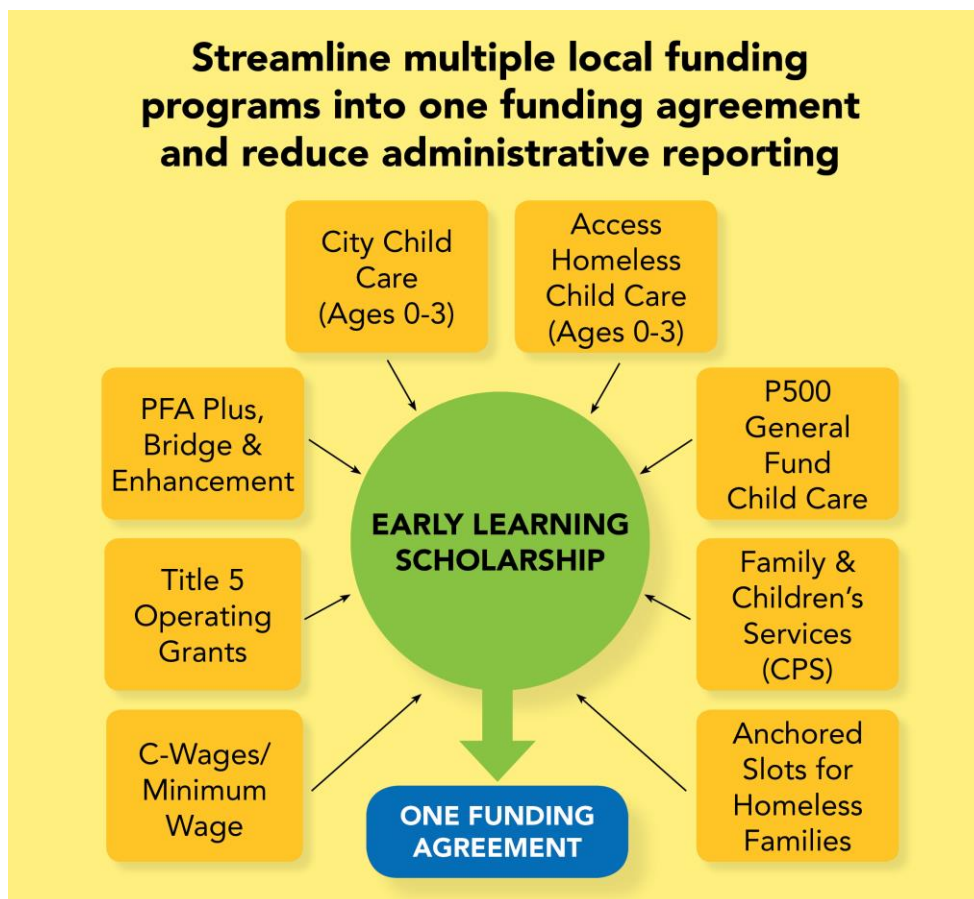 Streamline multiple local funding
programs into one funding agreement
and reduce administrative reporting
City Child
Care
(Ages 0-3)
Access
Homeless
Child Care
(Ages 0-3)
PFA Plus,
Bridge &
Enhancement
P500
General
Fund
Child Care
EARLY LEARNING
SCHOLARSHIP
Title 5
Operating
Grants
Family &
Children’s
Services
(CPS)
C-Wages/
Minimum
Wage
Anchored
Slots for
Homeless
Families
ONE FUNDING
AGREEMENT